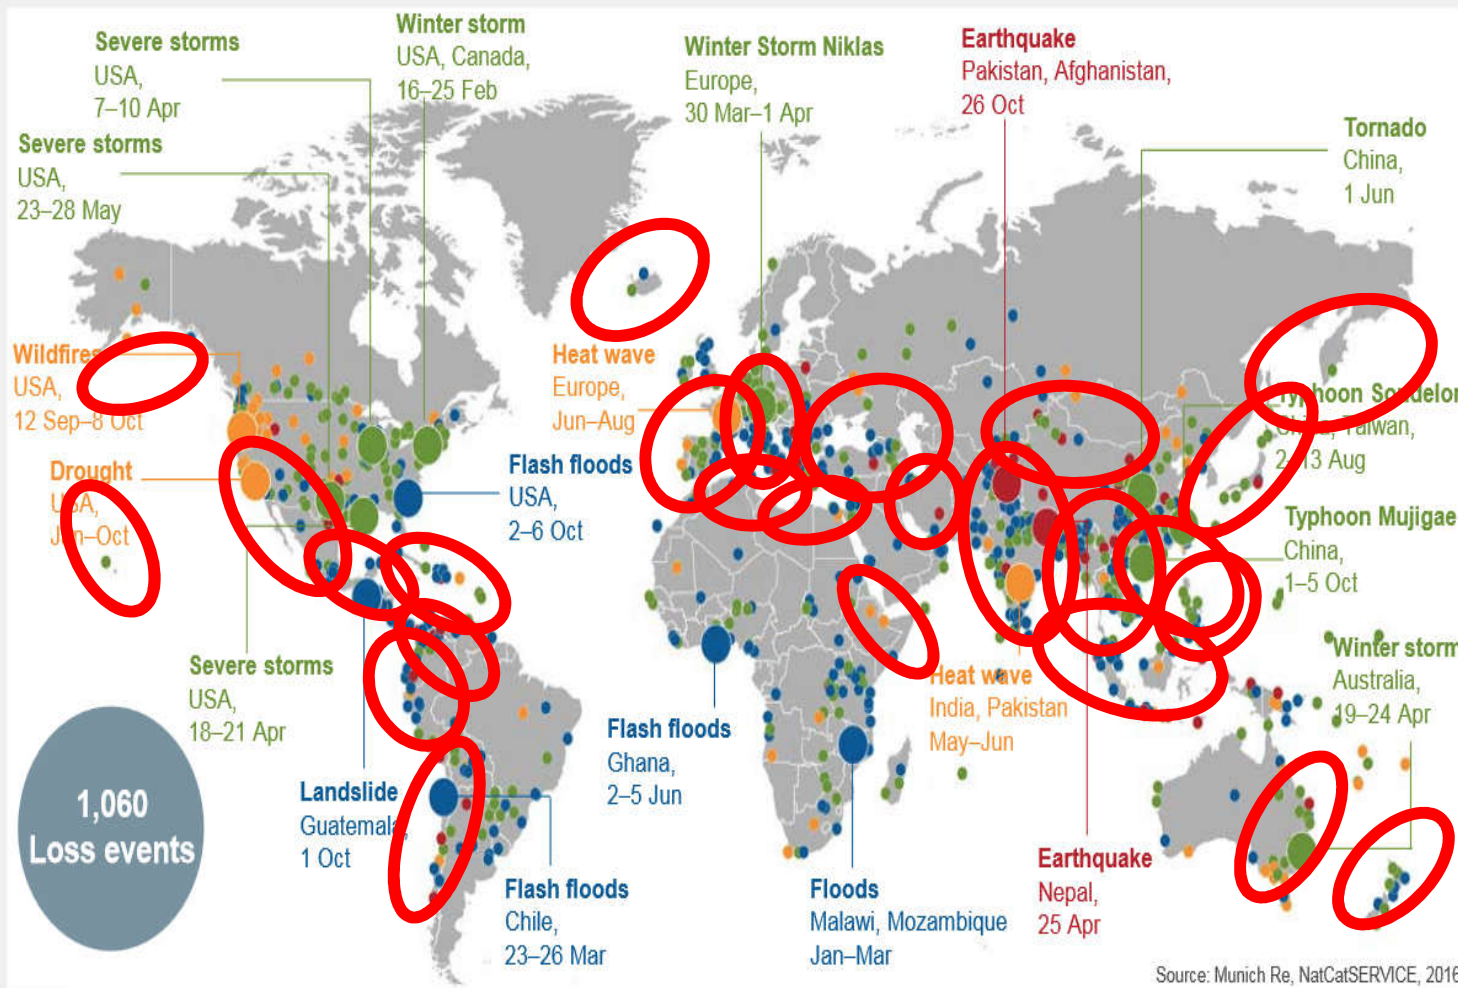 Severe storms
USA,
7–10 Apr
Winter storm
USA, Canada,
16–25 Feb
Winter Storm Niklas
Europe,
30 Mar–1 Apr
Earthquake
Pakistan, Afghanistan,
26 Oct
Tornado
China,
1 Jun
Severe storms
USA,
23–28 May
Wildfires
USA,
12 Sep–8 Oct
Heat wave
Europe,
Jun–Aug
Typhoon Soudelor
China, Taiwan,
2–13 Aug
Drought
USA,
Jan–Oct
Flash floods
USA,
2–6 Oct
Typhoon Mujigae
China,
1–5 Oct
Severe storms
USA,
18–21 Apr
Heat wave
India, Pakistan
May–Jun
Winter storm
Australia,
19–24 Apr
Flash floods
Ghana,
2–5 Jun
1,060
Loss events
Landslide
Guatemala,
1 Oct
Flash floods
Chile,
23–26 Mar
Floods
Malawi, Mozambique
Jan–Mar
Earthquake
Nepal,
25 Apr
Source: Munich Re, NatCatSERVICE, 2016